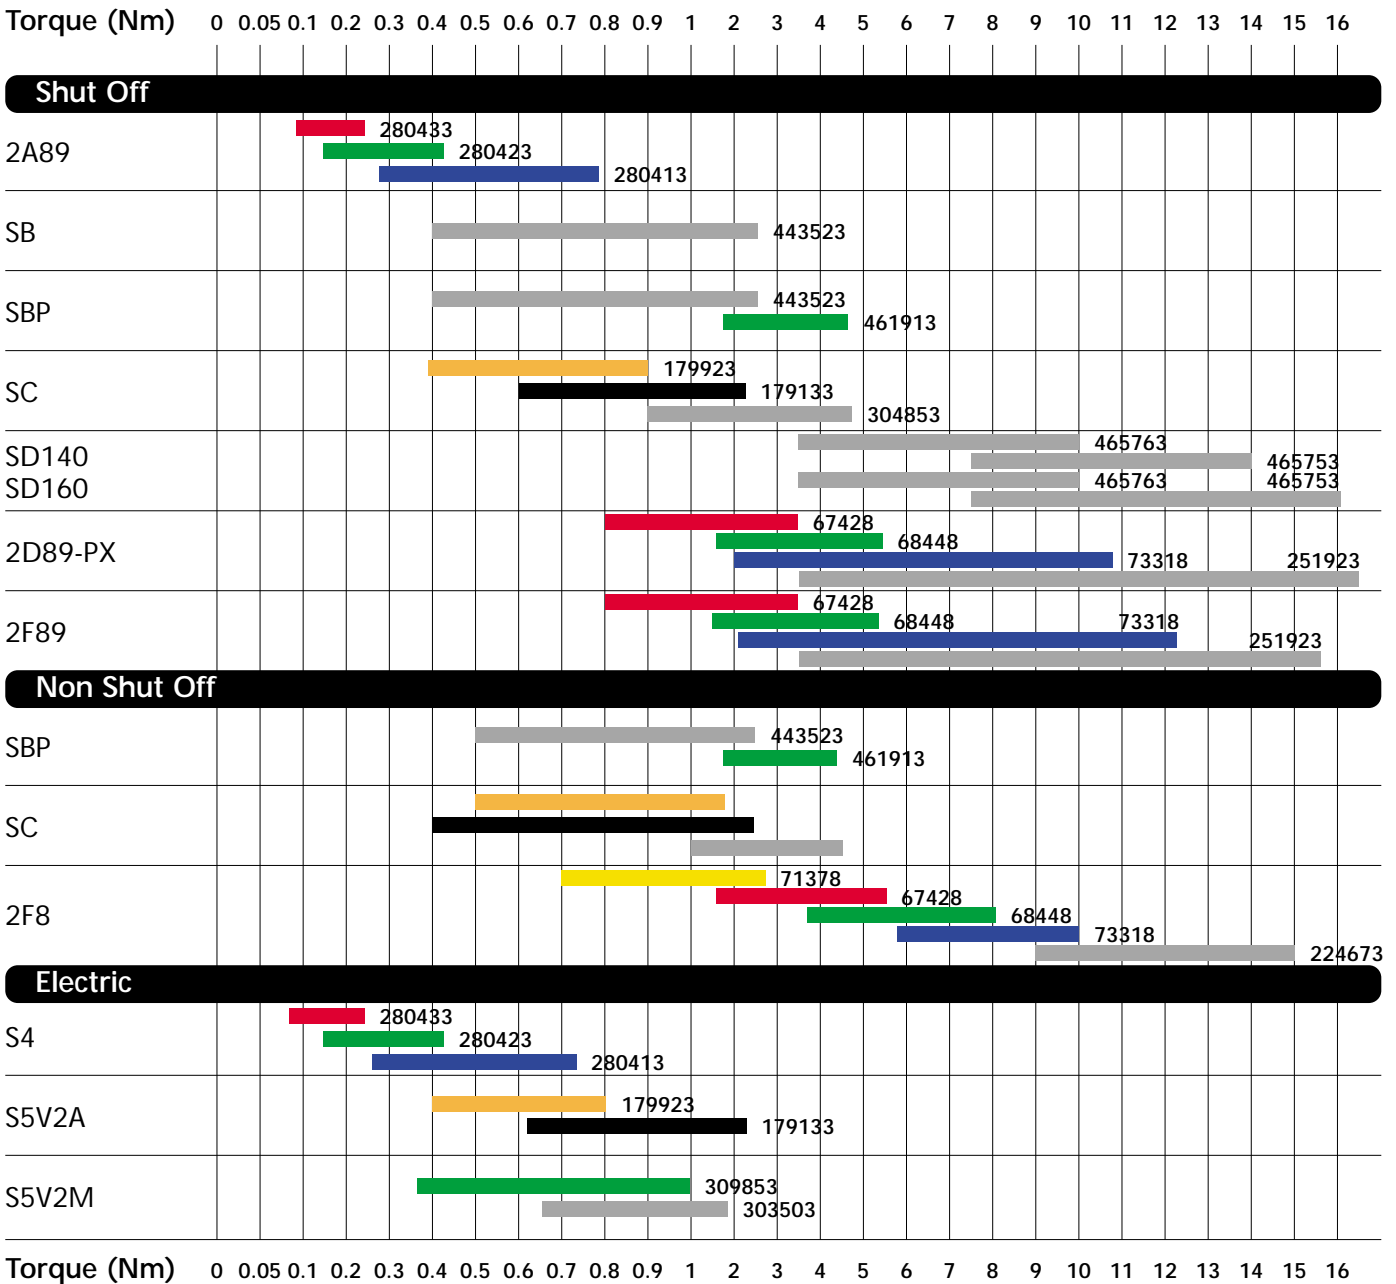 Torque (Nm) 0 0.05 0.1 0.2 0.3 0.4 0.5 0.6 0.7 0.8 0.9 1 2 3 4 5 6 7 8 9 10 11 12 13 14 15 16
Shut Off
2A89
280433
280423
280413
SB
443523
SBP
443523
461913
SC
179923
179133
304853
SD140
SD160
465763
465753
465763 465753
2D89-PX
67428
68448
73318 251923
2F89
67428
68448 73318
251923
Non Shut Off
SBP
443523
461913
SC
2F8
71378
67428
68448
73318
224673
Electric
S4
280433
280423
280413
S5V2A
179923
179133
S5V2M
309853
303503
Torque (Nm) 0 0.05 0.1 0.2 0.3 0.4 0.5 0.6 0.7 0.8 0.9 1 2 3 4 5 6 7 8 9 10 11 12 13 14 15 16